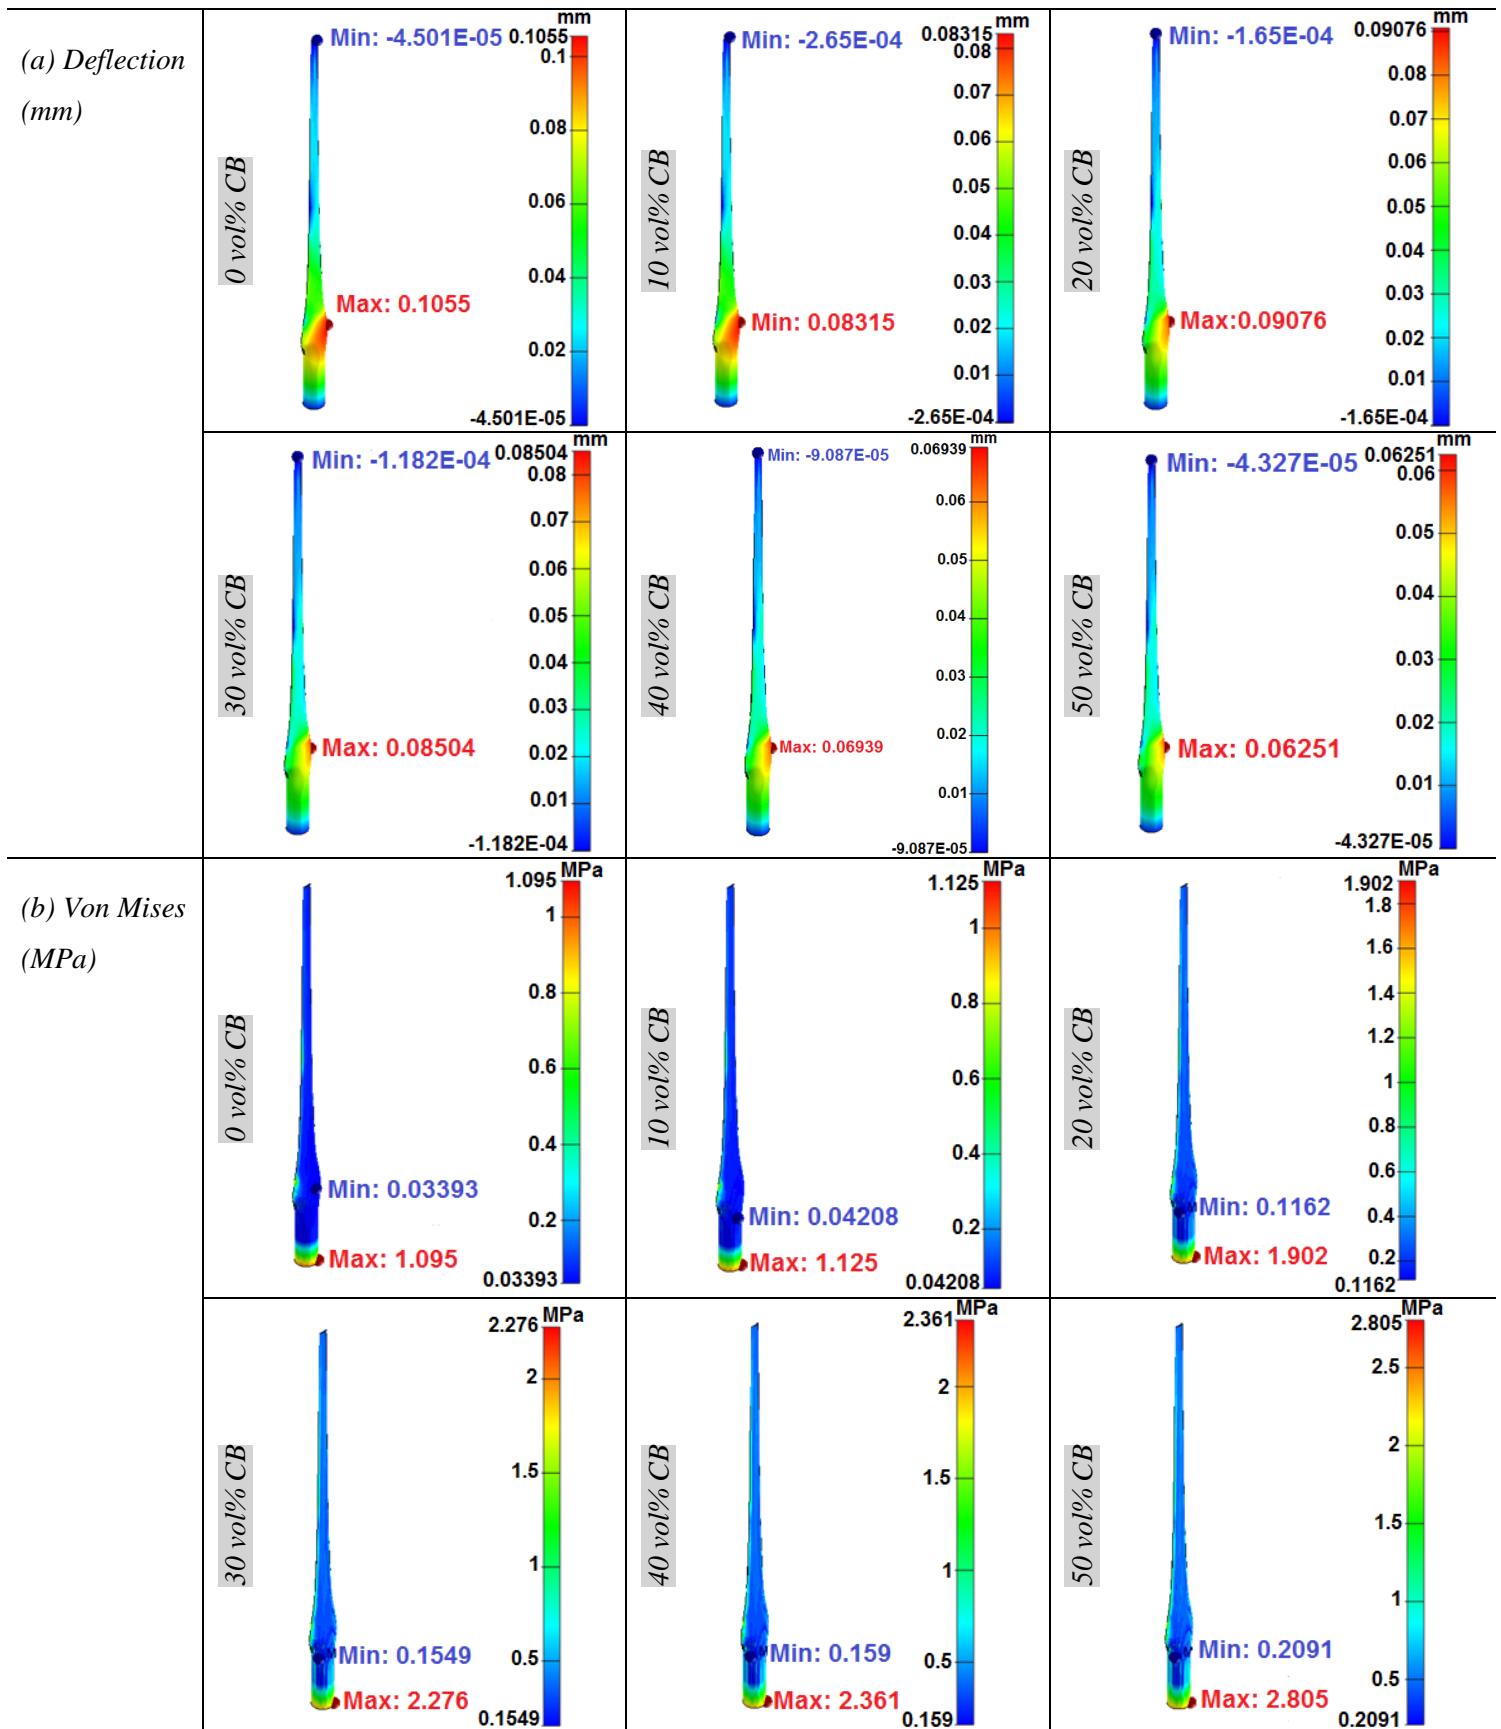 (a) Deflection
(mm)
0 vol% CB
mm
Min: -4.501E-05
0.1055
0.1
0.08
0.06
0.04
0.02
-4.501E-05
Max: 0.1055
10 vol% CB
mm
Min: -2.65E-04
0.08315
0.08
0.07
0.06
0.05
0.04
0.03
0.02
0.01
-2.65E-04
Min: 0.08315
20 vol% CB
mm
Min: -1.65E-04
0.09076
0.08
0.07
0.06
0.05
0.04
0.03
0.02
0.01
-1.65E-04
Max:0.09076
30 vol% CB
mm
Min: -1.182E-04
0.08504
0.08
0.07
0.06
0.05
0.04
0.03
0.02
0.01
-1.182E-04
Max: 0.08504
40 vol% CB
mm
Min: -9.087E-05
0.06939
0.06
0.05
0.04
0.03
0.02
0.01
-9.087E-05
Max: 0.06939
50 vol% CB
mm
Min: -4.327E-05
0.06251
0.06
0.05
0.04
0.03
0.02
0.01
-4.327E-05
Max: 0.06251
(b) Von Mises
(MPa)
0 vol% CB
MPa
1.095
1
0.8
0.6
0.4
0.2
0.03393
Min: 0.03393
Max: 1.095
10 vol% CB
MPa
1.125
1
0.8
0.6
0.4
0.2
0.04208
Min: 0.04208
Max: 1.125
20 vol% CB
MPa
1.902
1.8
1.6
1.4
1.2
1
0.8
0.6
0.4
0.2
0.1162
Min: 0.1162
Max: 1.902
30 vol% CB
MPa
2.276
2
1.5
1
0.5
0.1549
Min: 0.1549
Max: 2.276
40 vol% CB
MPa
2.361
2
1.5
1
0.5
0.159
Min: 0.159
Max: 2.361
50 vol% CB
MPa
2.805
2.5
2
1.5
1
0.5
0.2091
Min: 0.2091
Max: 2.805